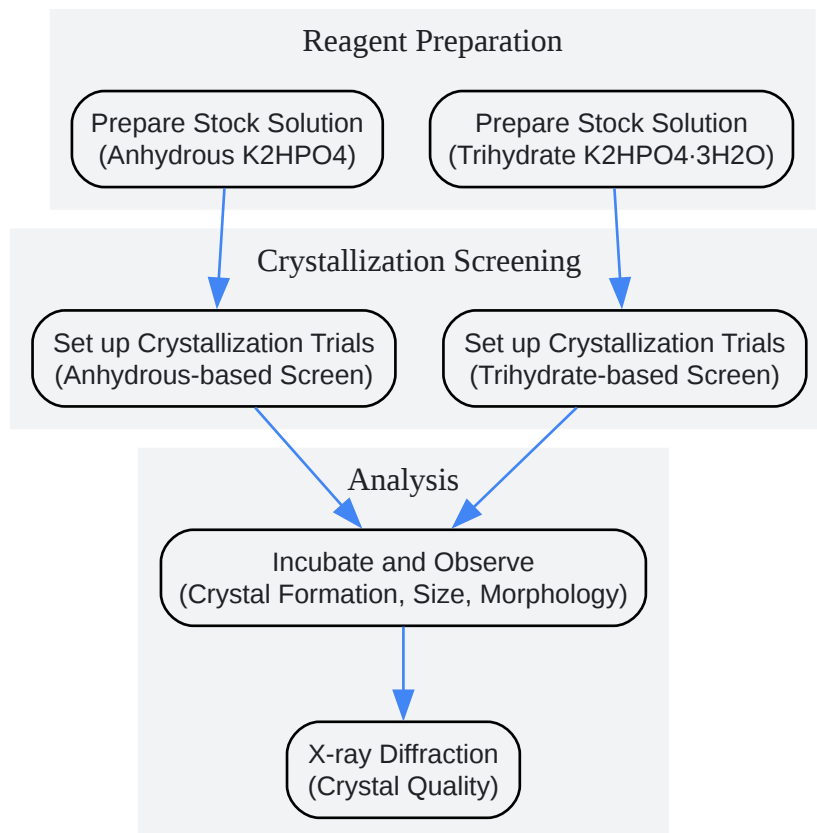 Reagent Preparation
Prepare Stock Solution
(Anhydrous K2HPO4)
Prepare Stock Solution
(Trihydrate K2HPO4·3H2O)
Crystallization Screening
Set up Crystallization Trials
(Anhydrous-based Screen)
Set up Crystallization Trials
(Trihydrate-based Screen)
Analysis
Incubate and Observe
(Crystal Formation, Size, Morphology)
X-ray Diffraction
(Crystal Quality)